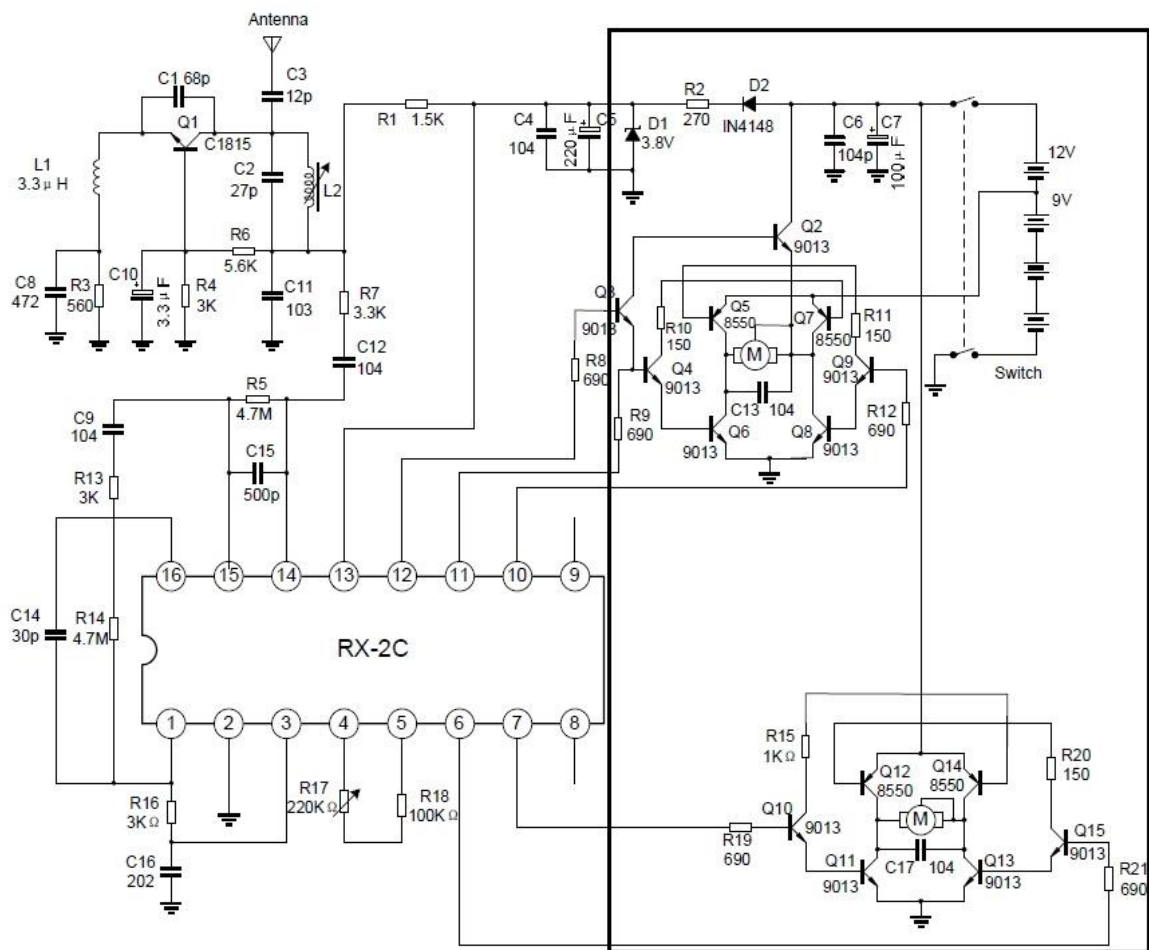 Antenna
C1 68p
C3
12p
Q1
C1815
R1 1.5K
C4
104
C5
220μF
D1
3.8V
R2
270
D2
IN4148
C6
104p
C7
100μF
12V
9V
L1
3.3μH
C2
27p
L2
R6
5.6K
C8
472
R3
560
C10
3.3μF
R4
3K
C11
103
R7
3.3K
C12
104
Q2
9013
Q3
9013
R10
150
Q5
8550
Q7
8550
R11
150
M
Q4
9013
Q9
9013
R8
690
R9
690
C13 104
R12
690
Q6
9013
Q8
9013
Switch
R5
4.7M
C9
104
R13
3K
C15
500p
16 15 14 13 12 11 10 9
C14
30p
R14
4.7M
RX-2C
1 2 3 4 5 6 7 8
R16
3KΩ
C16
202
R17
220KΩ
R18
100KΩ
R15
1KΩ
Q12
8550
Q14
8550
R20
150
M
Q10
9013
R19
690
Q11
9013
C17 104
Q13
9013
Q15
9013
R21
690